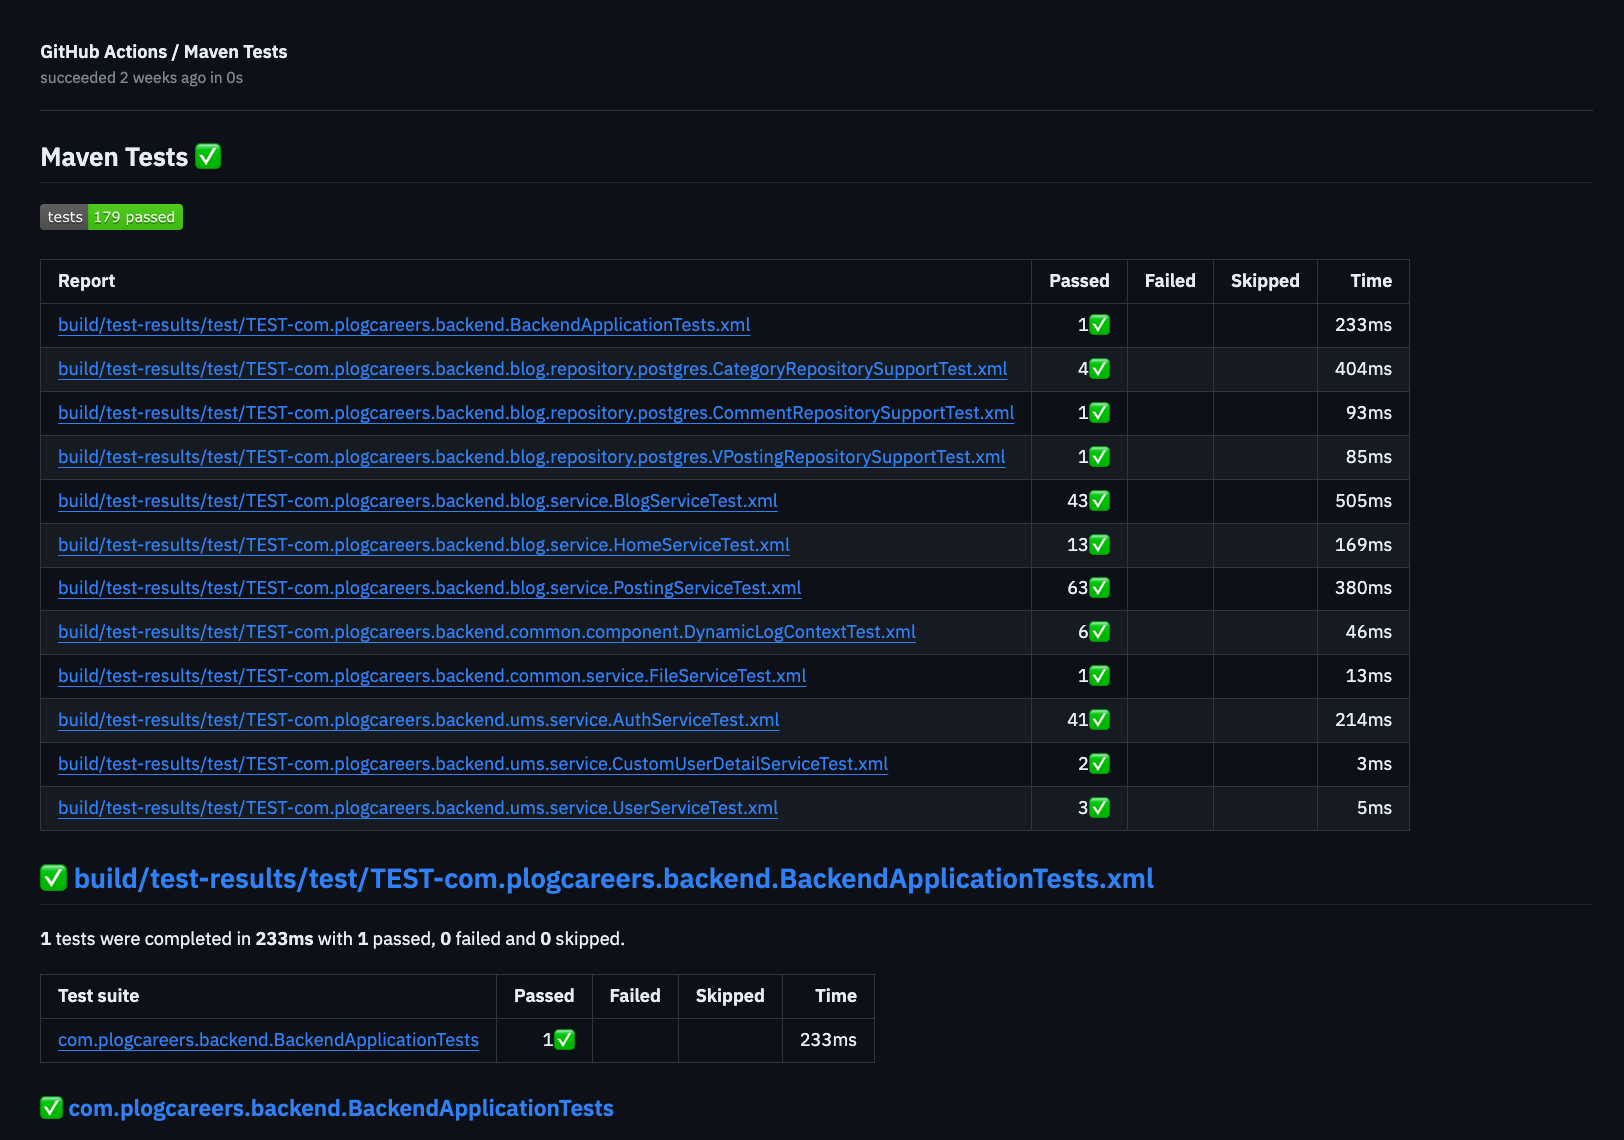 GitHub Actions / Maven Tests
succeeded 2 weeks ago in 0s
Maven Tests ✅
tests 179 passed
Report Passed Failed Skipped Time
build/test-results/test/TEST-com.plogcareers.backend.BackendApplicationTests.xml 1✅ 233ms
build/test-results/test/TEST-com.plogcareers.backend.blog.repository.postgres.CategoryRepositorySupportTest.xml 4✅ 404ms
build/test-results/test/TEST-com.plogcareers.backend.blog.repository.postgres.CommentRepositorySupportTest.xml 1✅ 93ms
build/test-results/test/TEST-com.plogcareers.backend.blog.repository.postgres.VPostingRepositorySupportTest.xml 1✅ 85ms
build/test-results/test/TEST-com.plogcareers.backend.blog.service.BlogServiceTest.xml 43✅ 505ms
build/test-results/test/TEST-com.plogcareers.backend.blog.service.HomeServiceTest.xml 13✅ 169ms
build/test-results/test/TEST-com.plogcareers.backend.blog.service.PostingServiceTest.xml 63✅ 380ms
build/test-results/test/TEST-com.plogcareers.backend.common.component.DynamicLogContextTest.xml 6✅ 46ms
build/test-results/test/TEST-com.plogcareers.backend.common.service.FileServiceTest.xml 1✅ 13ms
build/test-results/test/TEST-com.plogcareers.backend.ums.service.AuthServiceTest.xml 41✅ 214ms
build/test-results/test/TEST-com.plogcareers.backend.ums.service.CustomUserDetailServiceTest.xml 2✅ 3ms
build/test-results/test/TEST-com.plogcareers.backend.ums.service.UserServiceTest.xml 3✅ 5ms
✅ build/test-results/test/TEST-com.plogcareers.backend.BackendApplicationTests.xml
1 tests were completed in 233ms with 1 passed, 0 failed and 0 skipped.
Test suite Passed Failed Skipped Time
com.plogcareers.backend.BackendApplicationTests 1✅ 233ms
✅ com.plogcareers.backend.BackendApplicationTests